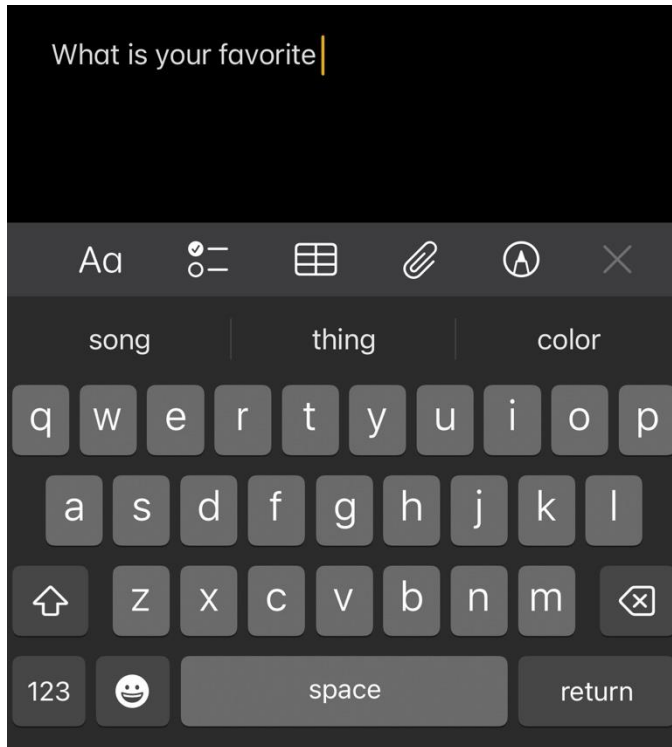 What is your favorite
Aa
song thing color
q w e r t y u i o p
a s d f g h j k l
z x c v b n m
123 space return